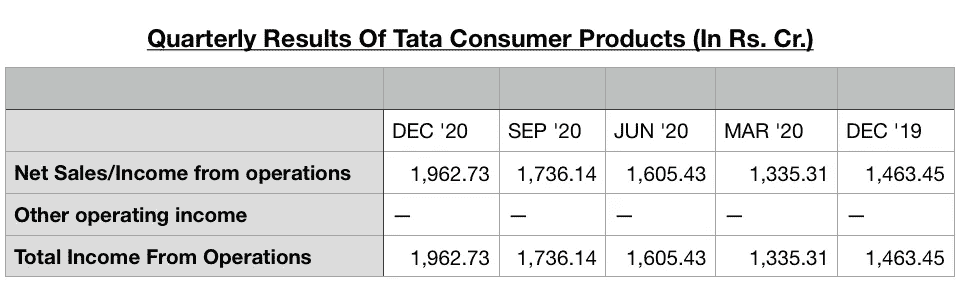 Quarterly Results Of Tata Consumer Products (In Rs. Cr.)
DEC '20 SEP '20 JUN '20 MAR '20 DEC '19
Net Sales/Income from operations 1,962.73 1,736.14 1,605.43 1,335.31 1,463.45
Other operating income — — — — —
Total Income From Operations 1,962.73 1,736.14 1,605.43 1,335.31 1,463.45